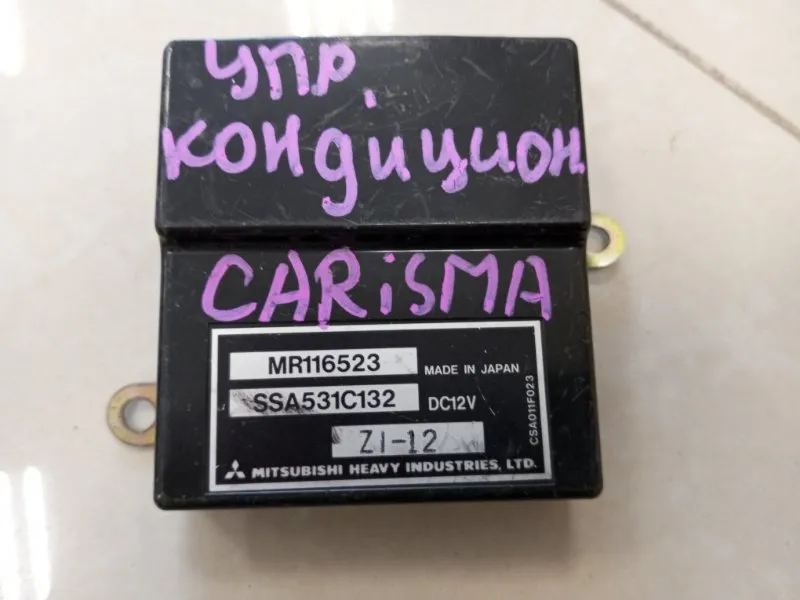 упр.
кондицион.
CARiSMA
MR116523 MADE IN JAPAN
SSA531C132 DC12V
Z1-12
MITSUBISHI HEAVY INDUSTRIES, LTD.
CSA011F023